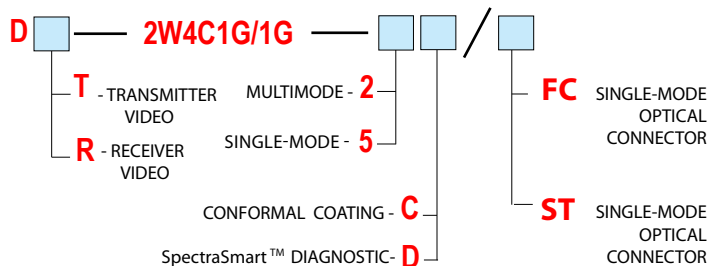 D — 2W4C1G/1G — /
T - TRANSMITTER
VIDEO
R - RECEIVER
VIDEO
MULTIMODE - 2
SINGLE-MODE - 5
CONFORMAL COATING - C
SpectraSmart™ DIAGNOSTIC- D
FC SINGLE-MODE
OPTICAL
CONNECTOR
ST SINGLE-MODE
OPTICAL
CONNECTOR